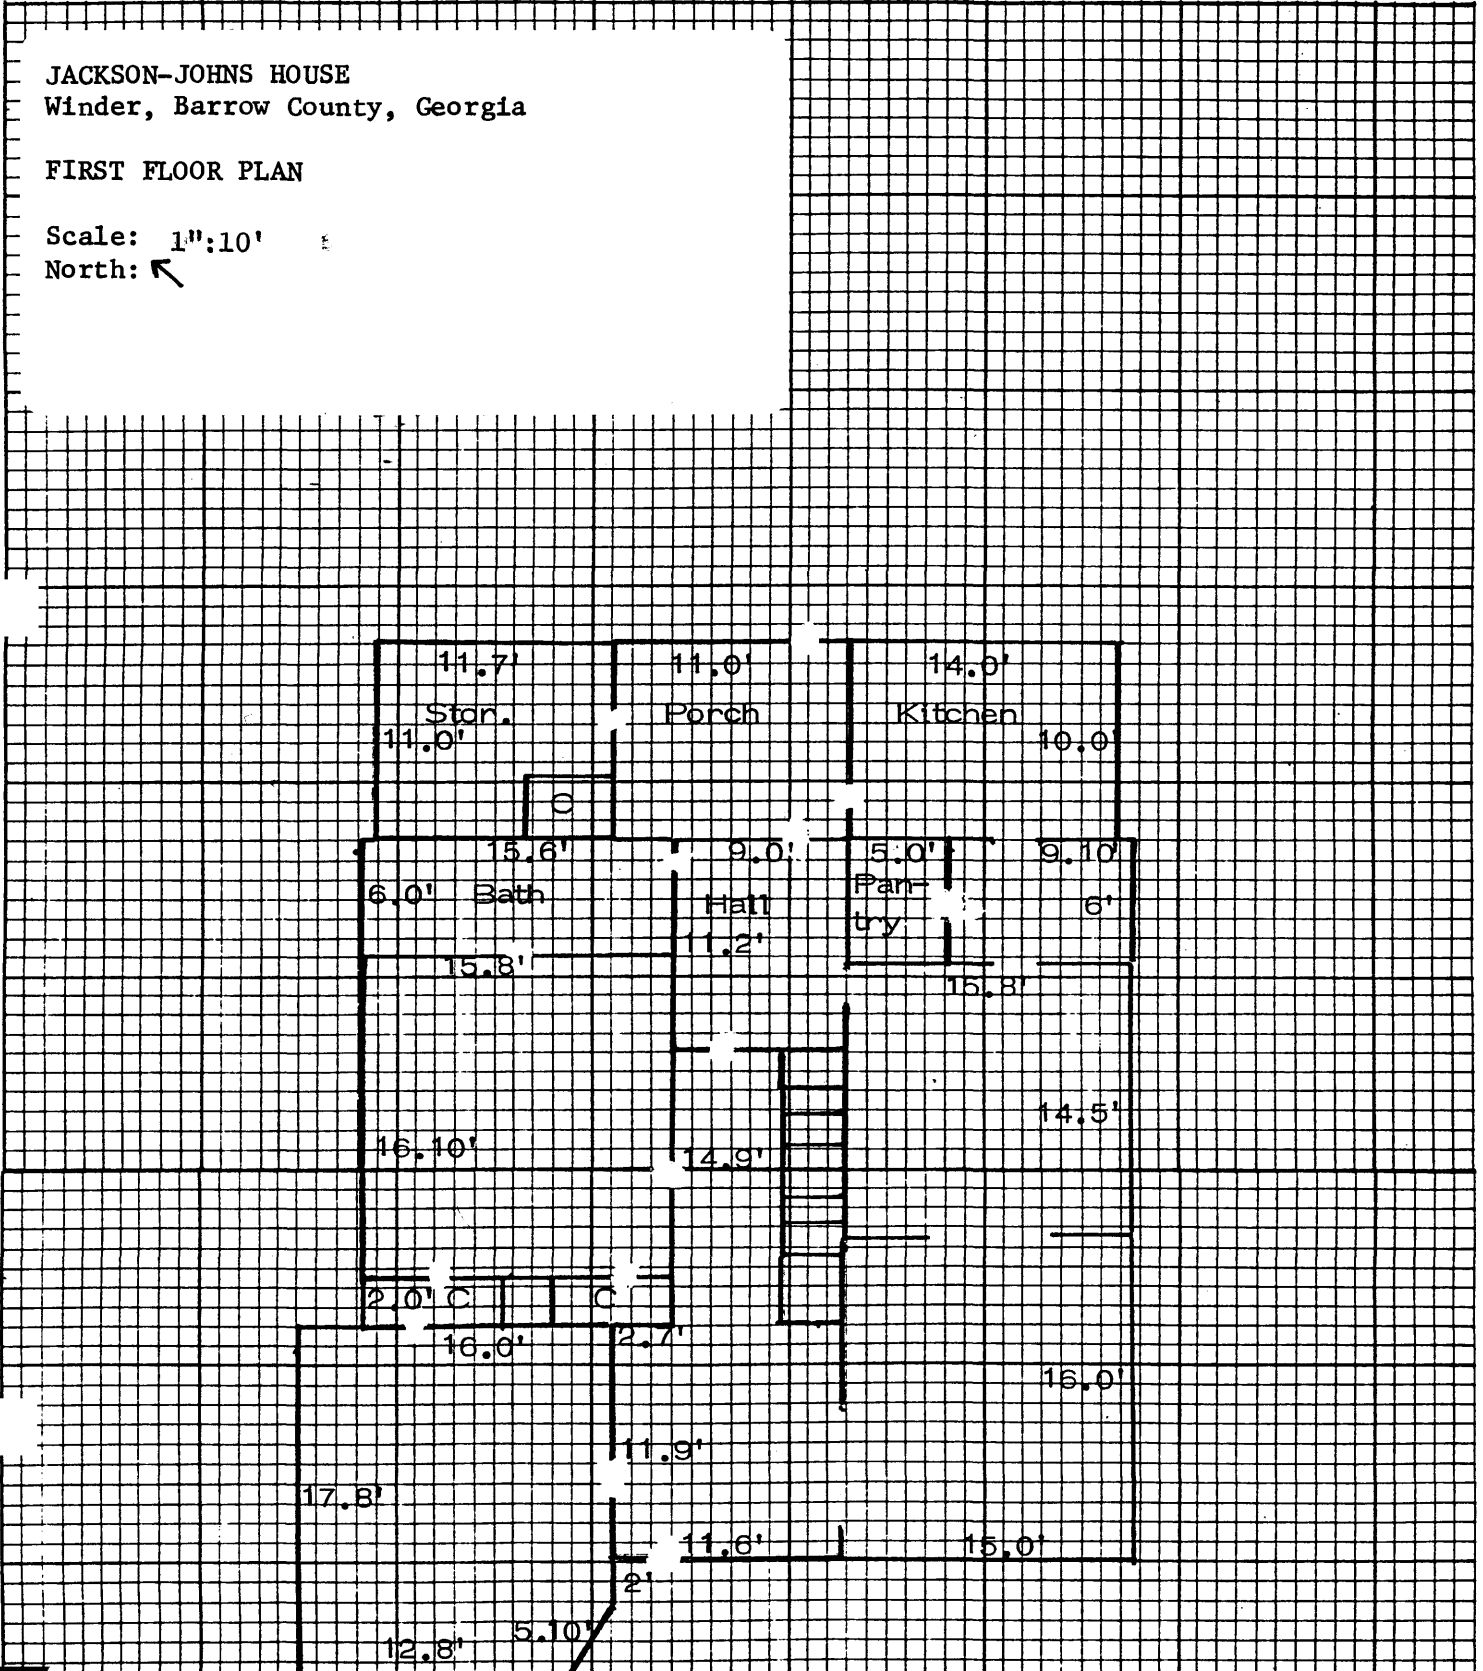 JACKSON-JOHNS HOUSE
Winder, Barrow County, Georgia
FIRST FLOOR PLAN
Scale: 1":10'
North:
11.7' 11.0' 14.0'
Stor. Porch Kitchen
11.0' 10.0'
C
15.6' 9.0' 5.0' 9.10'
6.0' Bath Hall Pan-
try 6'
11.2'
15.8' 15.8'
14.5'
16.10' 14.9'
2.0' C C
16.0' 2.7'
16.0'
11.9'
17.8'
11.6' 15.0'
2'
5.10'
12.8'